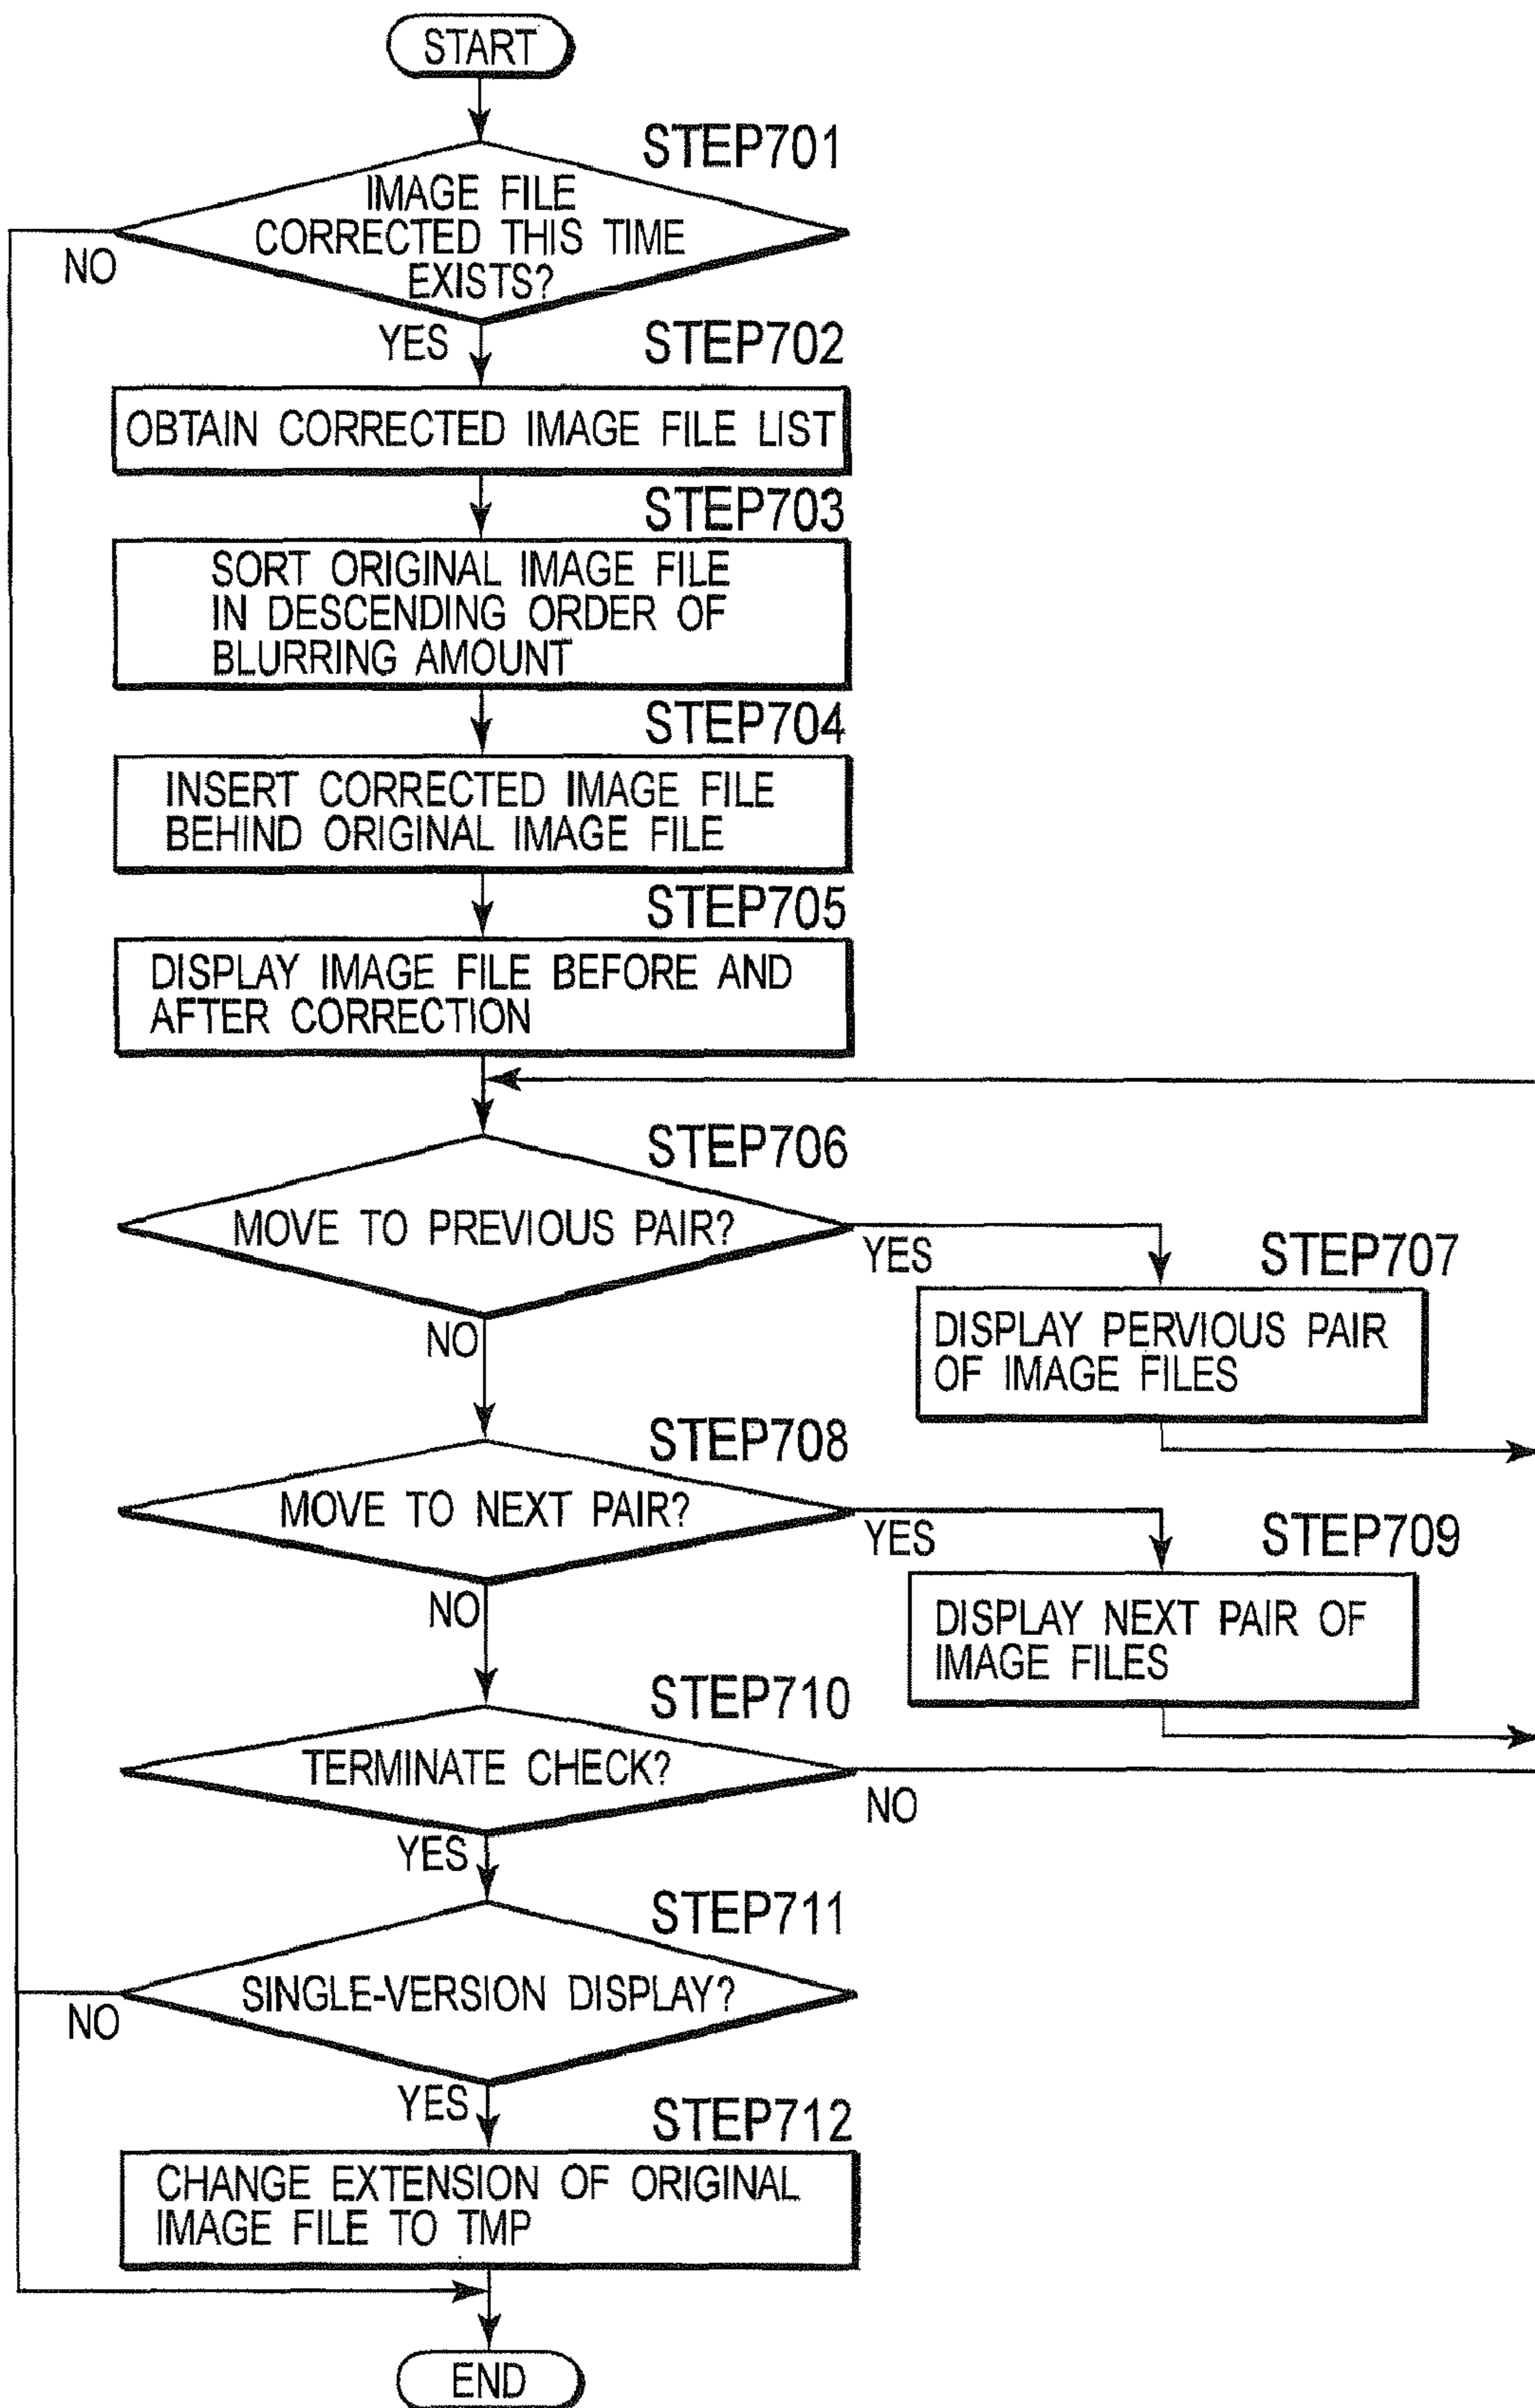 START
STEP701
IMAGE FILE
CORRECTED THIS TIME
EXISTS?
NO
YES
STEP702
OBTAIN CORRECTED IMAGE FILE LIST
STEP703
SORT ORIGINAL IMAGE FILE
IN DESCENDING ORDER OF
BLURRING AMOUNT
STEP704
INSERT CORRECTED IMAGE FILE
BEHIND ORIGINAL IMAGE FILE
STEP705
DISPLAY IMAGE FILE BEFORE AND
AFTER CORRECTION
STEP706
MOVE TO PREVIOUS PAIR?
YES
STEP707
DISPLAY PERVIOUS PAIR
OF IMAGE FILES
NO
STEP708
MOVE TO NEXT PAIR?
YES
STEP709
DISPLAY NEXT PAIR OF
IMAGE FILES
NO
STEP710
TERMINATE CHECK?
NO
YES
STEP711
SINGLE-VERSION DISPLAY?
NO
YES
STEP712
CHANGE EXTENSION OF ORIGINAL
IMAGE FILE TO TMP
END